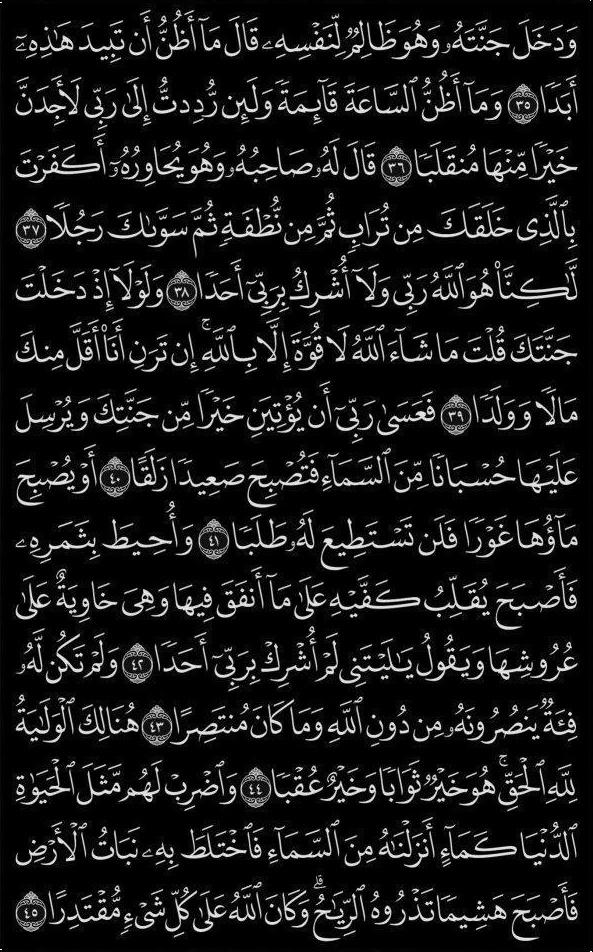 وَدَخَلَ جَنَّتَهُۥ وَهُوَ ظَالِمٌ لِّنَفْسِهِۦ قَالَ مَآ أَظُنُّ أَن تَبِيدَ هَٰذِهِۦٓ
أَبَدًا ٣٥ وَمَآ أَظُنُّ ٱلسَّاعَةَ قَآئِمَةً وَلَئِن رُّدِدتُّ إِلَىٰ رَبِّى لَأَجِدَنَّ
خَيْرًا مِّنْهَا مُنقَلَبًا ٣٦ قَالَ لَهُۥ صَاحِبُهُۥ وَهُوَ يُحَاوِرُهُۥٓ أَكَفَرْتَ
بِٱلَّذِى خَلَقَكَ مِن تُرَابٍ ثُمَّ مِن نُّطْفَةٍ ثُمَّ سَوَّىٰكَ رَجُلًا ٣٧
لَّٰكِنَّا۠ هُوَ ٱللَّهُ رَبِّى وَلَآ أُشْرِكُ بِرَبِّىٓ أَحَدًا ٣٨ وَلَوْلَآ إِذْ دَخَلْتَ
جَنَّتَكَ قُلْتَ مَا شَآءَ ٱللَّهُ لَا قُوَّةَ إِلَّا بِٱللَّهِ ۚ إِن تَرَنِ أَنَا۠ أَقَلَّ مِنكَ
مَالًا وَوَلَدًا ٣٩ فَعَسَىٰ رَبِّىٓ أَن يُؤْتِيَنِ خَيْرًا مِّن جَنَّتِكَ وَيُرْسِلَ
عَلَيْهَا حُسْبَانًا مِّنَ ٱلسَّمَآءِ فَتُصْبِحَ صَعِيدًا زَلَقًا ٤٠ أَوْ يُصْبِحَ
مَآؤُهَا غَوْرًا فَلَن تَسْتَطِيعَ لَهُۥ طَلَبًا ٤١ وَأُحِيطَ بِثَمَرِهِۦ
فَأَصْبَحَ يُقَلِّبُ كَفَّيْهِ عَلَىٰ مَآ أَنفَقَ فِيهَا وَهِىَ خَاوِيَةٌ عَلَىٰ
عُرُوشِهَا وَيَقُولُ يَٰلَيْتَنِى لَمْ أُشْرِكْ بِرَبِّىٓ أَحَدًا ٤٢ وَلَمْ تَكُن لَّهُۥ
فِئَةٌ يَنصُرُونَهُۥ مِن دُونِ ٱللَّهِ وَمَا كَانَ مُنتَصِرًا ٤٣ هُنَالِكَ ٱلْوَلَٰيَةُ
لِلَّهِ ٱلْحَقِّ ۚ هُوَ خَيْرٌ ثَوَابًا وَخَيْرٌ عُقْبًا ٤٤ وَٱضْرِبْ لَهُم مَّثَلَ ٱلْحَيَوٰةِ
ٱلدُّنْيَا كَمَآءٍ أَنزَلْنَٰهُ مِنَ ٱلسَّمَآءِ فَٱخْتَلَطَ بِهِۦ نَبَاتُ ٱلْأَرْضِ
فَأَصْبَحَ هَشِيمًا تَذْرُوهُ ٱلرِّيَٰحُ ۗ وَكَانَ ٱللَّهُ عَلَىٰ كُلِّ شَىْءٍ مُّقْتَدِرًا ٤٥